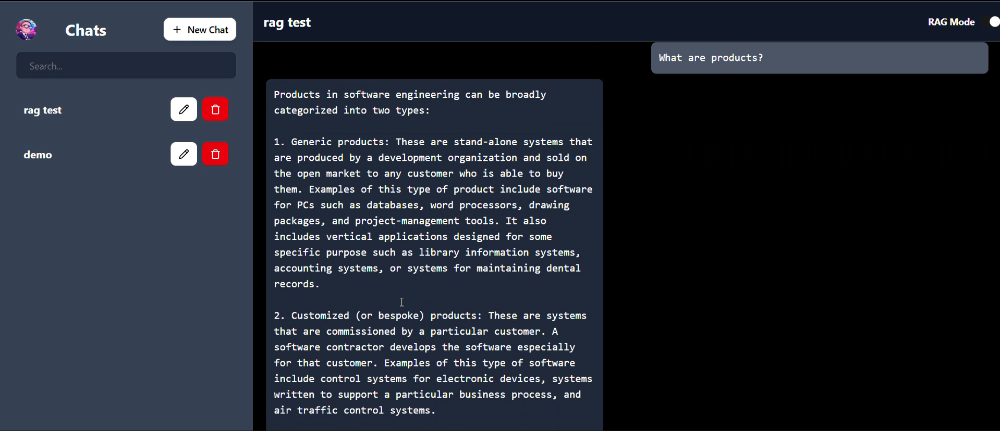 Chats
+ New Chat
Search...
rag test
demo
rag test
RAG Mode
What are products?
Products in software engineering can be broadly
categorized into two types:
1. Generic products: These are stand-alone systems that
are produced by a development organization and sold on
the open market to any customer who is able to buy
them. Examples of this type of product include software
for PCs such as databases, word processors, drawing
packages, and project-management tools. It also
includes vertical applications designed for some
specific purpose such as library information systems,
accounting systems, or systems for maintaining dental
records.
2. Customized (or bespoke) products: These are systems
that are commissioned by a particular customer. A
software contractor develops the software especially
for that customer. Examples of this type of software
include control systems for electronic devices, systems
written to support a particular business process, and
air traffic control systems.